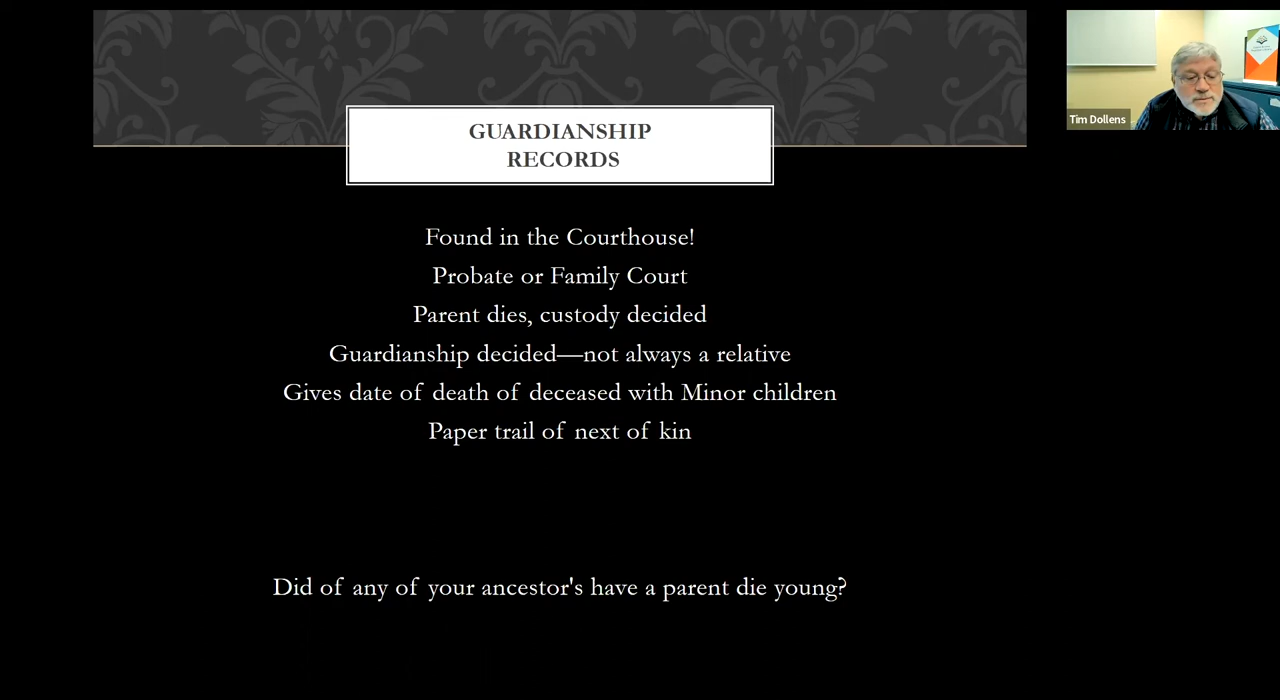 GUARDIANSHIP
RECORDS
Found in the Courthouse!
Probate or Family Court
Parent dies, custody decided
Guardianship decided—not always a relative
Gives date of death of deceased with Minor children
Paper trail of next of kin
Did of any of your ancestor's have a parent die young?
Tim Dollens